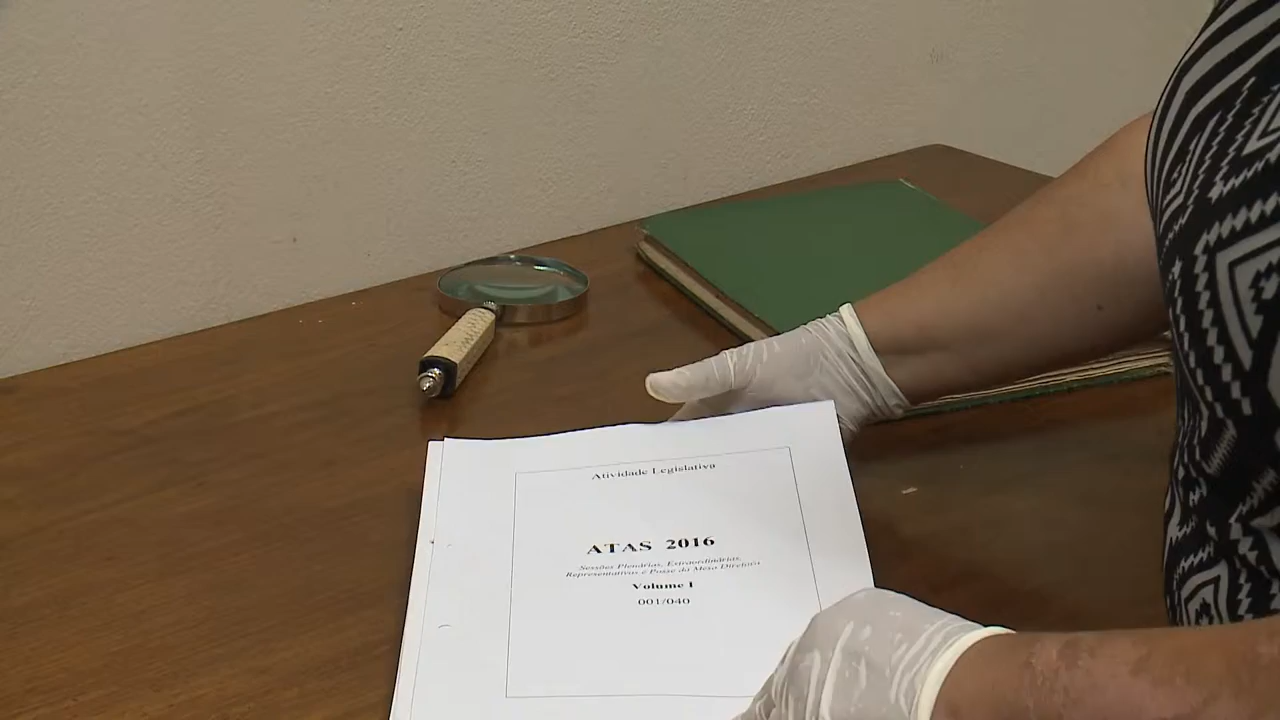 Atividade Legislativa
ATAS 2016
Sessões Plenárias, Extraordinárias,
Representativas e Posse da Mesa Diretora
Volume I
001/040